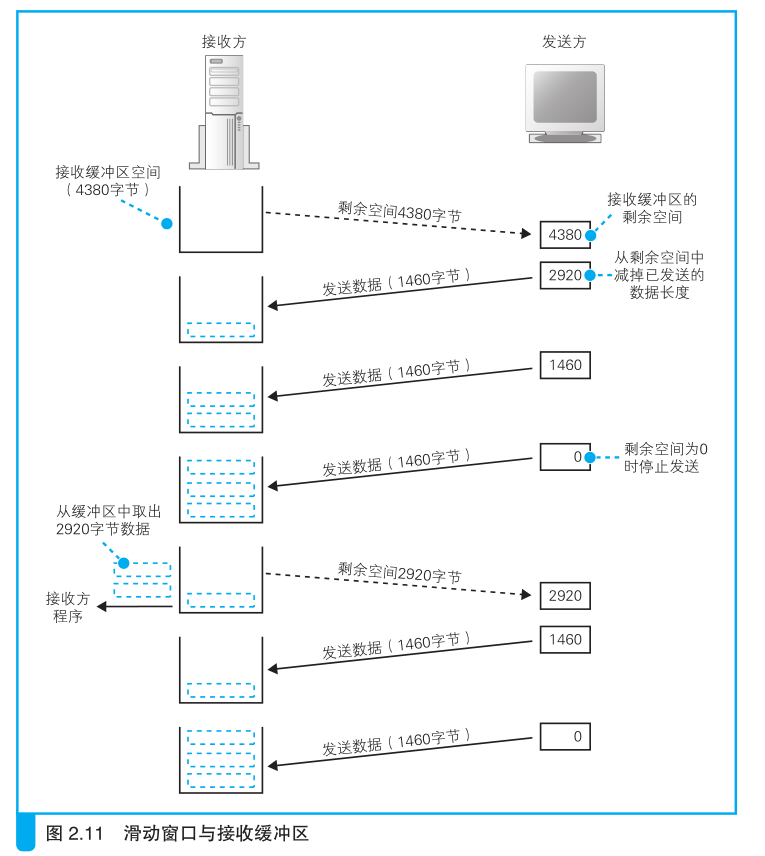 接收方
发送方
接收缓冲区空间
（4380字节）
剩余空间4380字节
接收缓冲区的
剩余空间
4380
从剩余空间中
减掉已发送的
数据长度
2920
发送数据（1460字节）
1460
发送数据（1460字节）
0
剩余空间为0
时停止发送
发送数据（1460字节）
从缓冲区中取出
2920字节数据
接收方
程序
剩余空间2920字节
2920
1460
发送数据（1460字节）
0
发送数据（1460字节）
图 2.11 滑动窗口与接收缓冲区